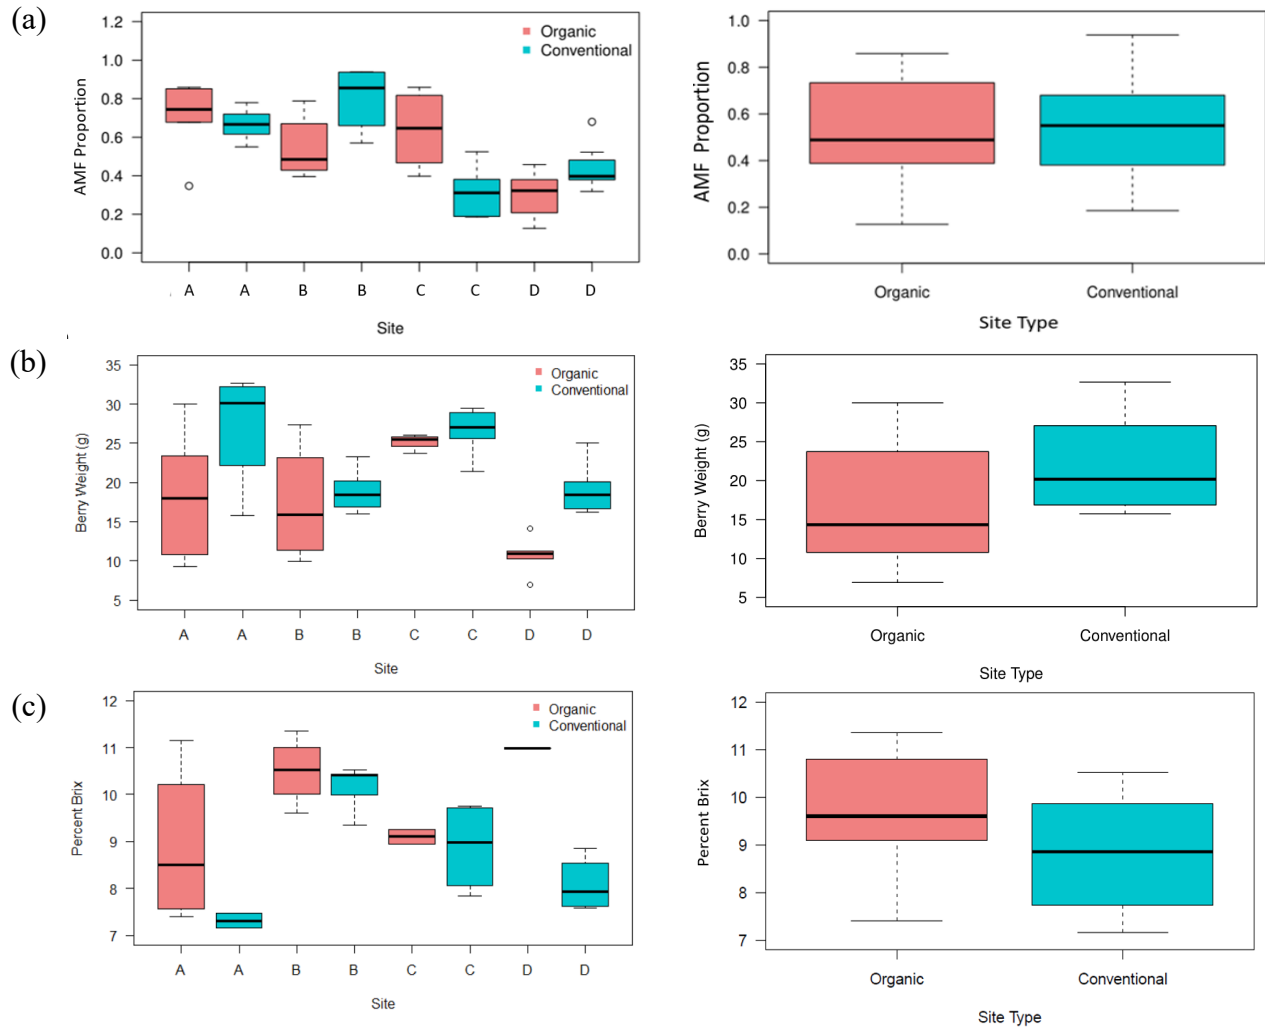 (a)
1.2
1.0
0.8
0.6
0.4
0.2
0.0
AMF Proportion
Organic
Conventional
A A B B C C D D
Site
1.0
0.8
0.6
0.4
0.2
0.0
AMF Proportion
Organic Conventional
Site Type
(b)
35
30
25
20
15
10
5
Berry Weight (g)
Organic
Conventional
A A B B C C D D
Site
35
30
25
20
15
10
5
Berry Weight (g)
Organic Conventional
Site Type
(c)
12
11
10
9
8
7
Percent Brix
Organic
Conventional
A A B B C C D D
Site
12
11
10
9
8
7
Percent Brix
Organic Conventional
Site Type